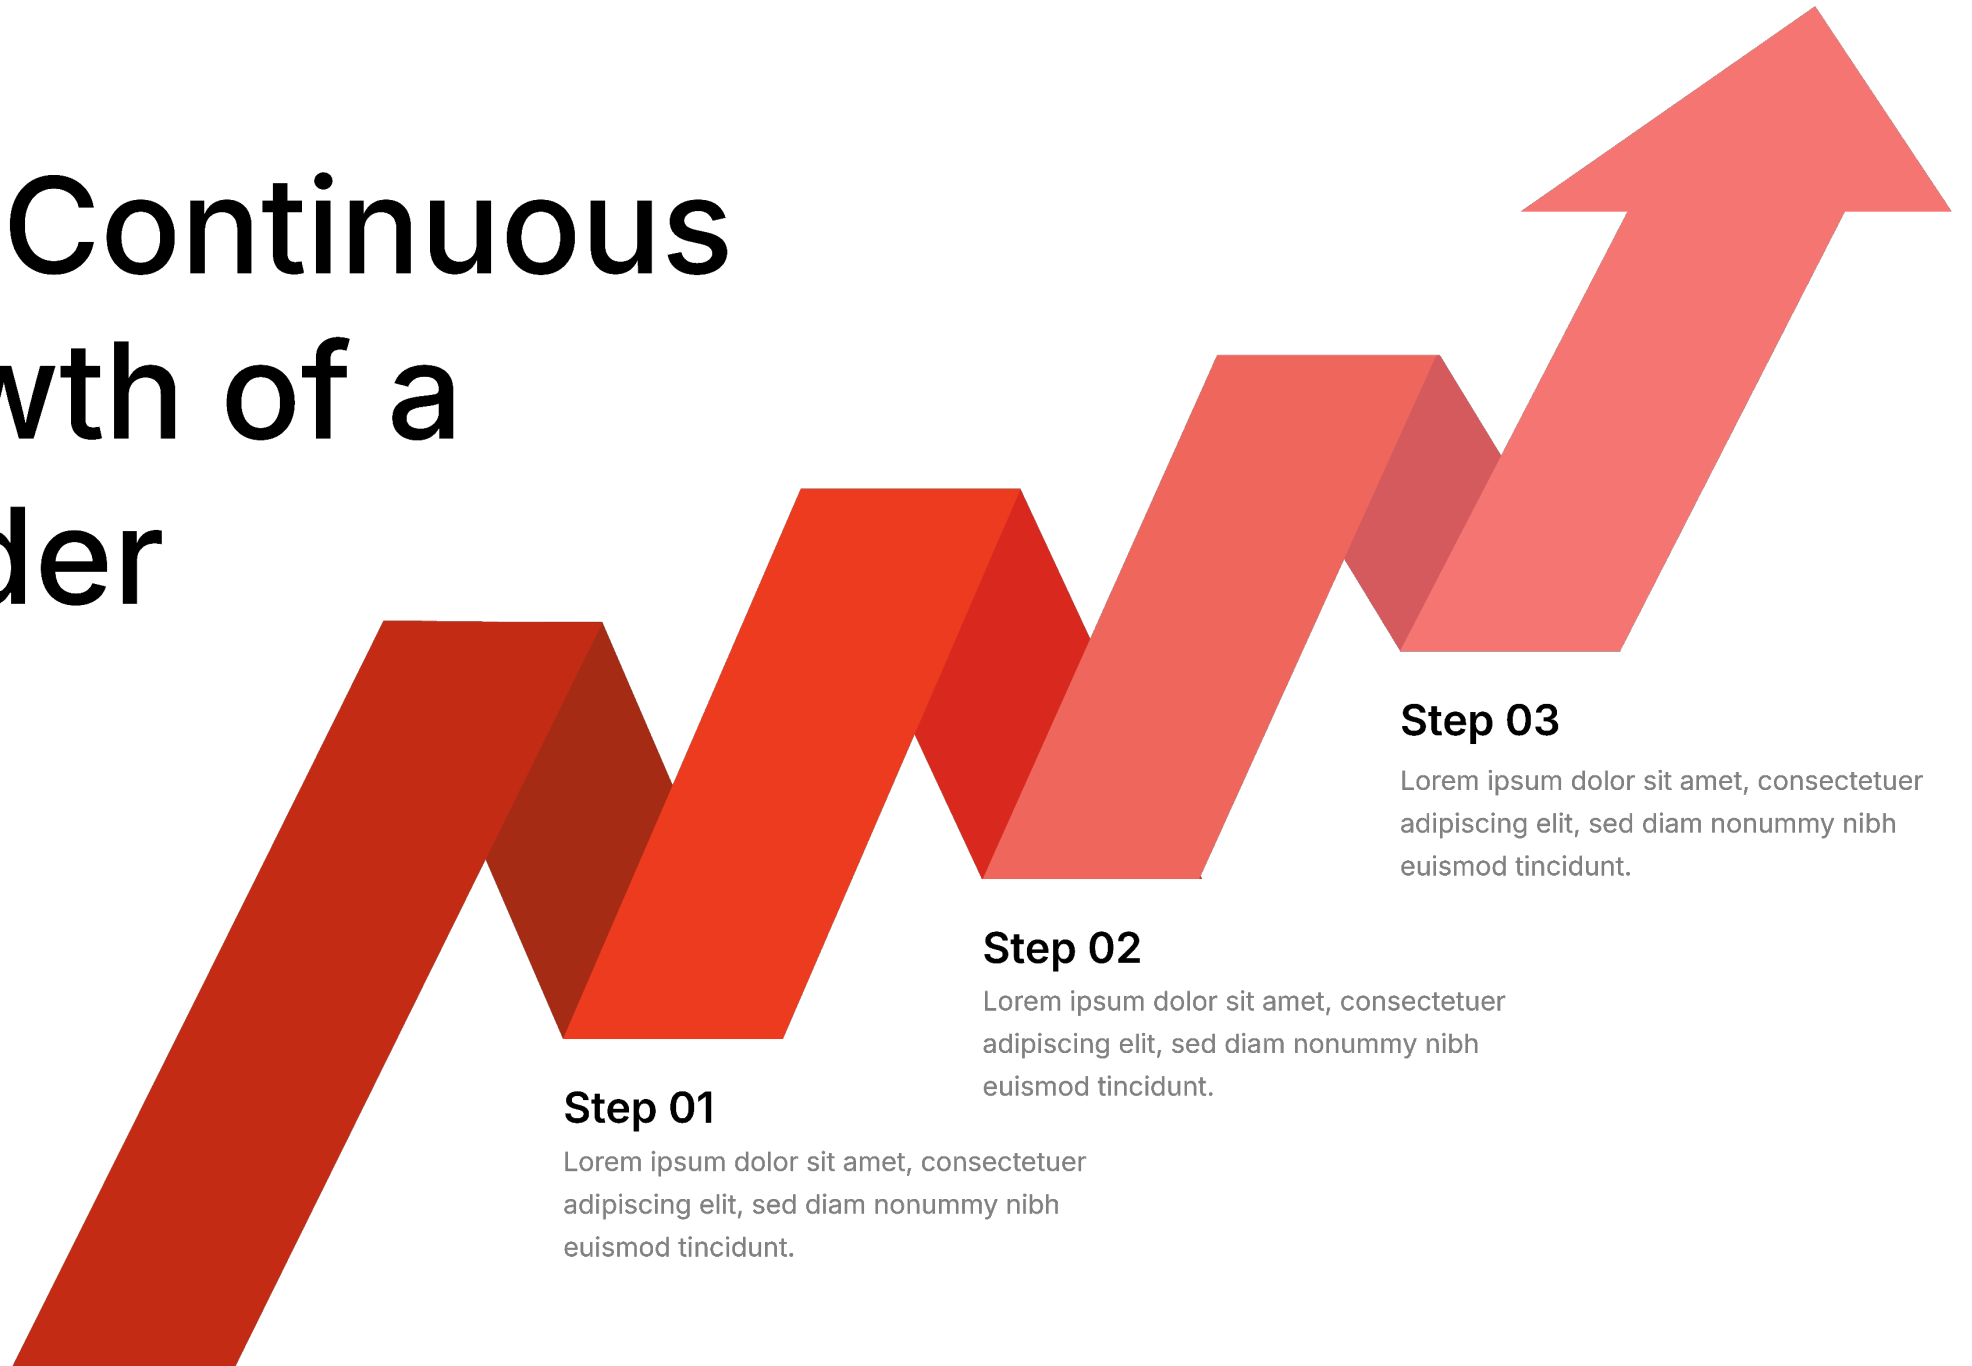 Continuous
wth of a
der
Step 03
Lorem ipsum dolor sit amet, consectetuer
adipiscing elit, sed diam nonummy nibh
euismod tincidunt.
Step 02
Lorem ipsum dolor sit amet, consectetuer
adipiscing elit, sed diam nonummy nibh
euismod tincidunt.
Step 01
Lorem ipsum dolor sit amet, consectetuer
adipiscing elit, sed diam nonummy nibh
euismod tincidunt.